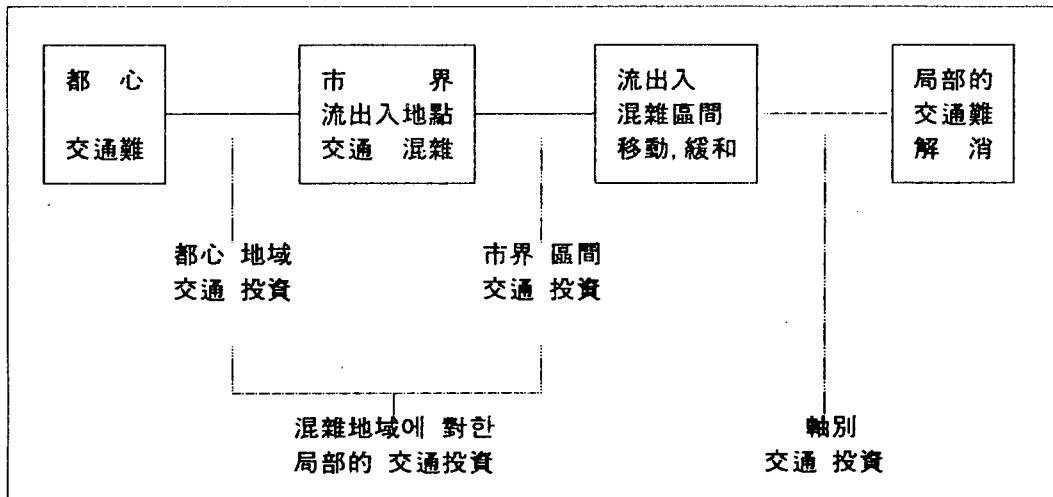 都 心
交通難
市 界
流出入地點
交通 混雜
流出入
混雜區間
移動, 緩和
局部的
交通難
解 消
都心 地域
交通 投資
市界 區間
交通 投資
混雜地域에 對한
局部的 交通投資
軸別
交通 投資